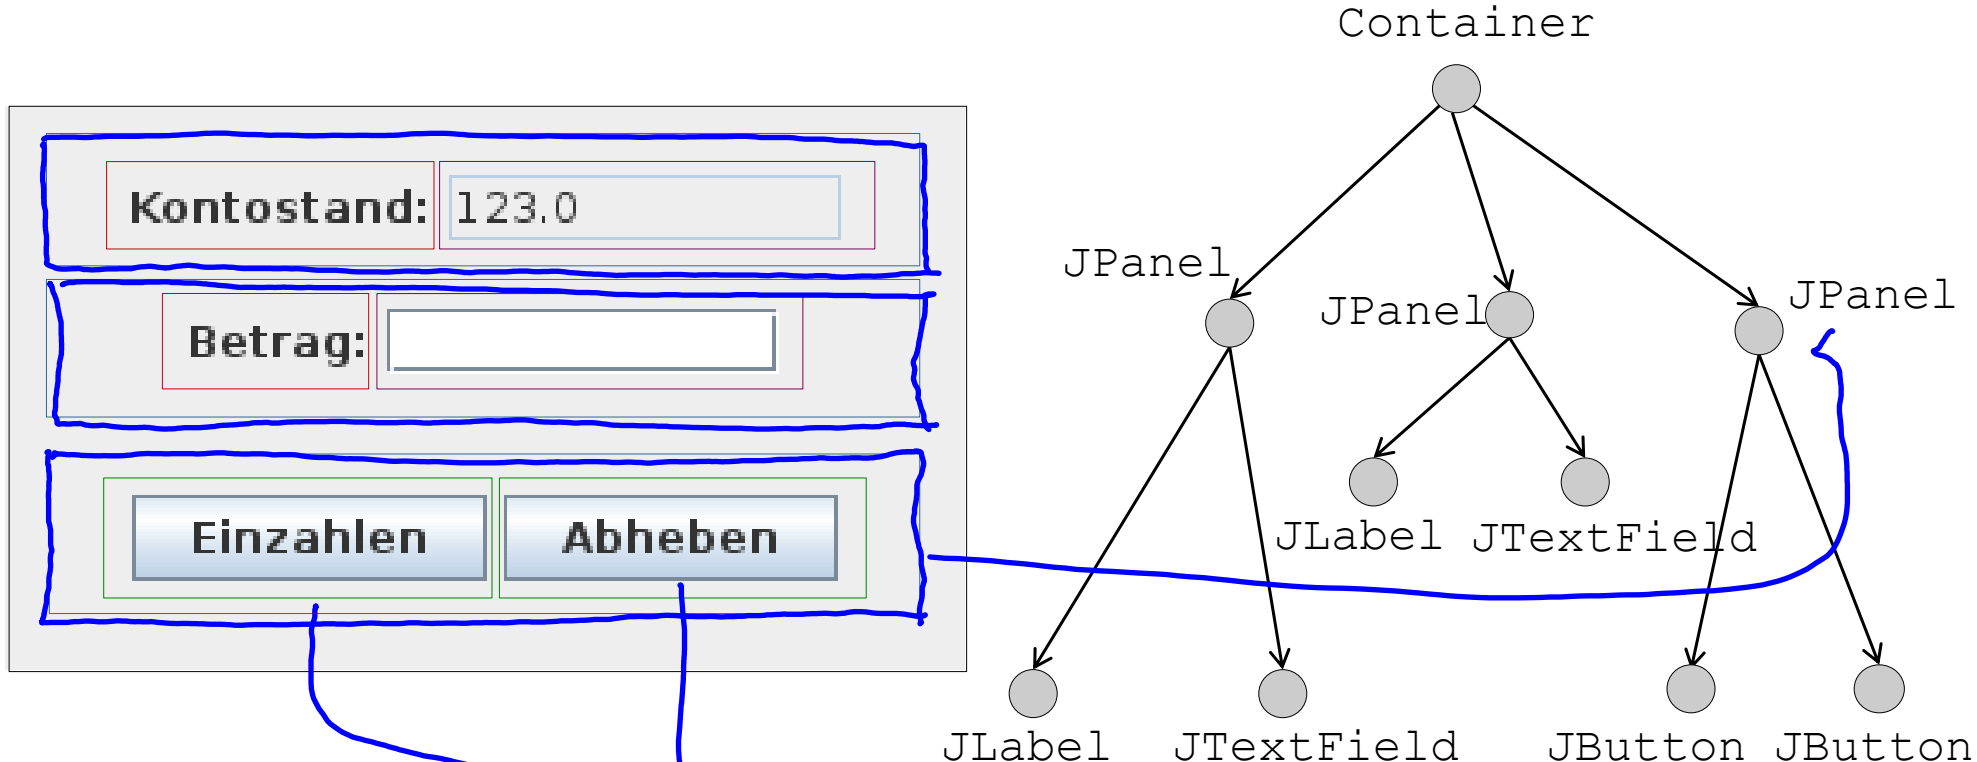 Container
Kontostand: 123.0
JPanel
JPanel
JPanel
Betrag:
Einzahlen Abheben
JLabel JTextField
JLabel JTextField JButton JButton